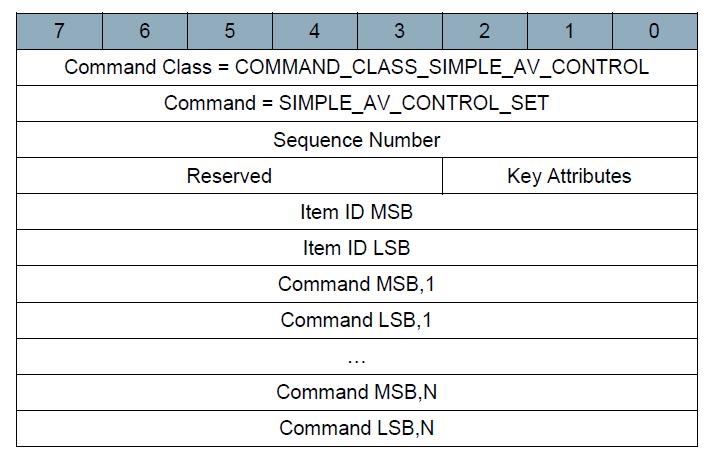 7 6 5 4 3 2 1 0
Command Class = COMMAND_CLASS_SIMPLE_AV_CONTROL
Command = SIMPLE_AV_CONTROL_SET
Sequence Number
Reserved Key Attributes
Item ID MSB
Item ID LSB
Command MSB,1
Command LSB,1
…
Command MSB,N
Command LSB,N